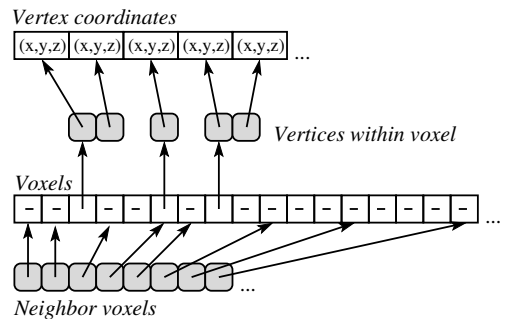 Vertex coordinates
(x,y,z) (x,y,z) (x,y,z) (x,y,z) (x,y,z) ...
Vertices within voxel
Voxels
– – – – – – – – – – – – – – ...
...
Neighbor voxels